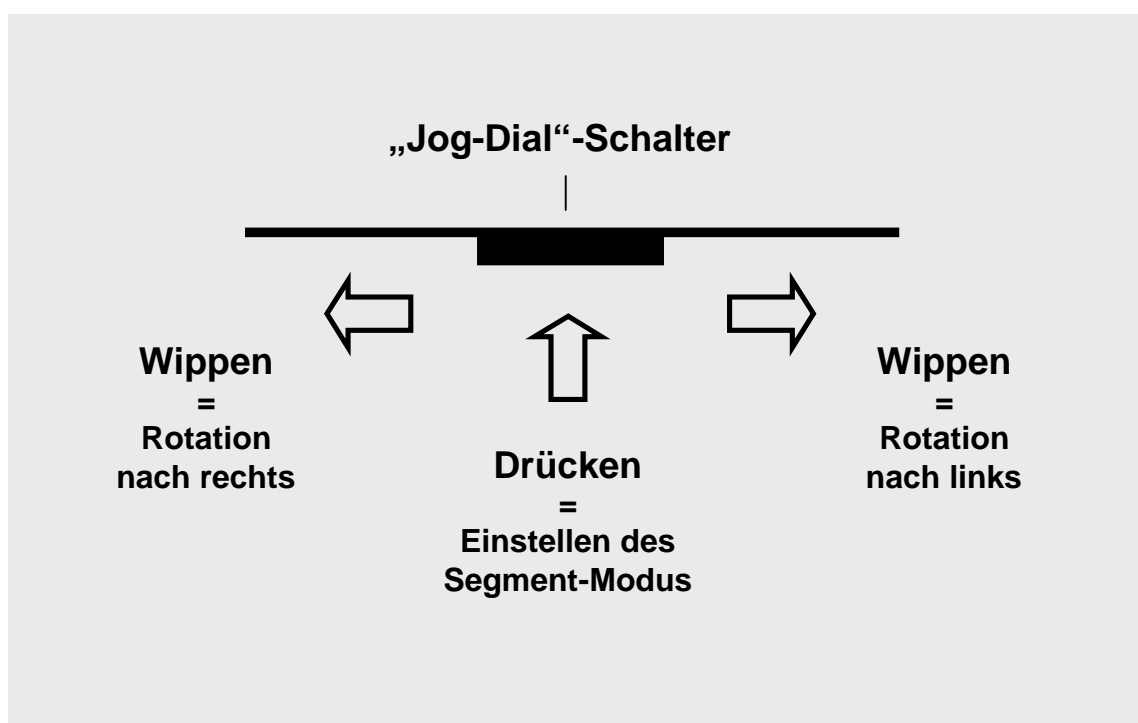 „Jog-Dial“-Schalter
Wippen
=
Rotation
nach rechts
Drücken
=
Einstellen des
Segment-Modus
Wippen
=
Rotation
nach links